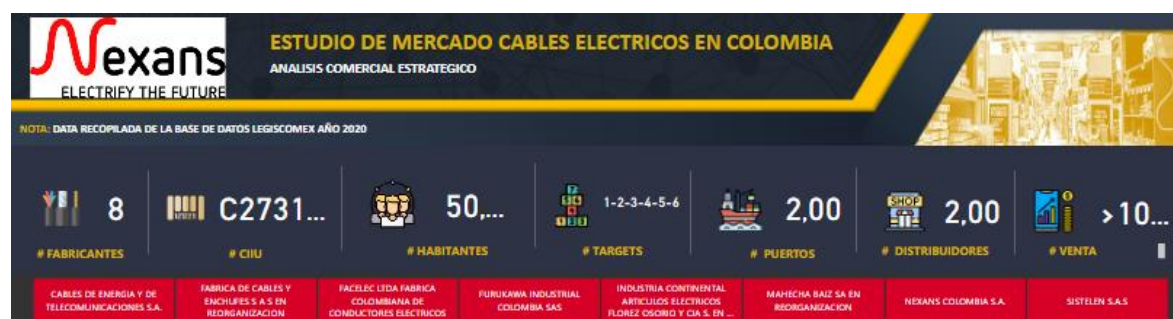 Nexans
ELECTRIFY THE FUTURE
ESTUDIO DE MERCADO CABLES ELECTRICOS EN COLOMBIA
ANALISIS COMERCIAL ESTRATEGICO
NOTA: DATA RECOPILADA DE LA BASE DE DATOS LEGISCOMEX AÑO 2020
8
# FABRICANTES
C2731...
# CIIU
50,...
# HABITANTES
1-2-3-4-5-6
# TARGETS
2,00
# PUERTOS
SHOP
2,00
# DISTRIBUIDORES
>10...
# VENTA
CABLES DE ENERGIA Y DE
TELECOMUNICACIONES S.A.
FABRICA DE CABLES Y
ENCHUFES S A S EN
REORGANIZACION
FACELEC LTDA FABRICA
COLOMBIANA DE
CONDUCTORES ELECTRICOS
FURUKAWA INDUSTRIAL
COLOMBIA SAS
INDUSTRIA CONTINENTAL
ARTICULOS ELECTRICOS
FLOREZ OSORIO Y CIA S. EN ...
MAHECHA BAIZ SA EN
REORGANIZACION
NEXANS COLOMBIA S.A.
SISTELEN S.A.S